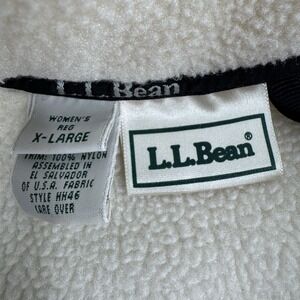 L.L.Bean
WOMEN'S
REG
X-LARGE
TRIM: 100% NYLON
ASSEMBLED IN
EL SALVADOR
OF U.S.A. FABRIC
STYLE HH46
CARE OVER
L.L.Bean®